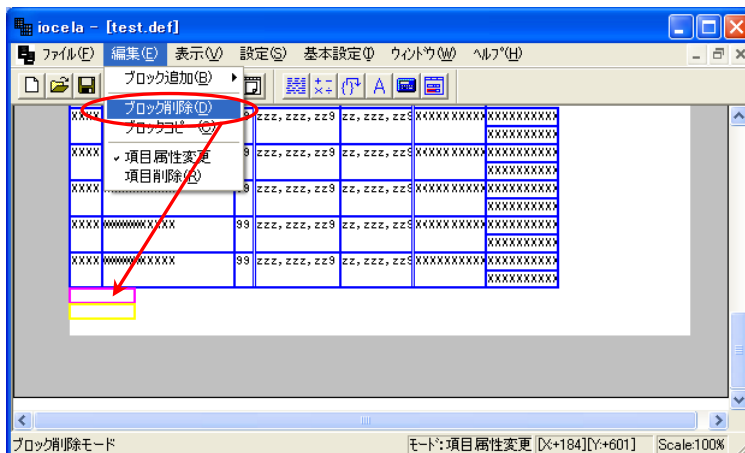 iocela - [test.def]
ファイル(F) 編集(E) 表示(V) 設定(S) 基本設定(I) ウィンドウ(W) ヘルプ(H)
ブロック追加(B)
ブロック削除(D)
ブロックコピー(C)
項目属性変更
項目削除(R)
XXXX 9 zzz,zzz,zz9 zz,zzz,zz9 XXXXXXXXXX XXXXXXXXXX
XXXXXXXXXX
XXXX 9 zzz,zzz,zz9 zz,zzz,zz9 XXXXXXXXXX XXXXXXXXXX
XXXXXXXXXX
XXXX 99 zzz,zzz,zz9 zz,zzz,zz9 XXXXXXXXXX XXXXXXXXXX
XXXXXXXXXX
XXXX 99 zzz,zzz,zz9 zz,zzz,zz9 XXXXXXXXXX XXXXXXXXXX
XXXXXXXXXX
XXXX 99 zzz,zzz,zz9 zz,zzz,zz9 XXXXXXXXXX XXXXXXXXXX
XXXXXXXXXX
ブロック削除モード モード:項目属性変更 [X+184][Y:+601] Scale:100%